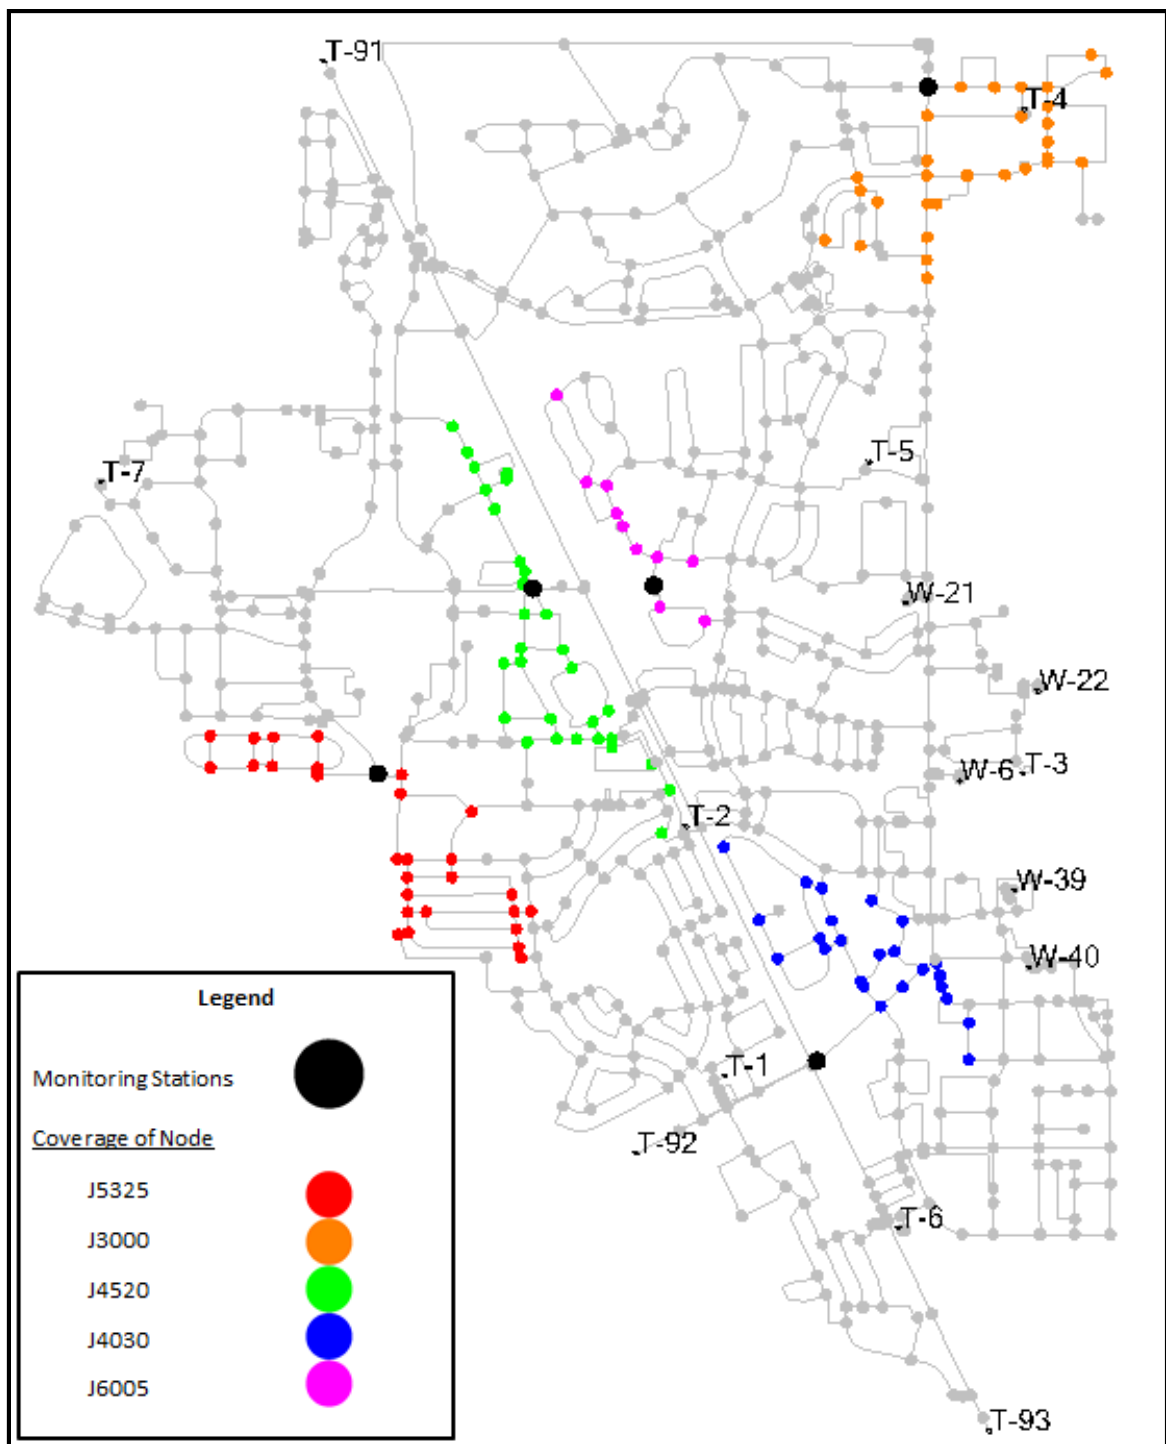 T-91
T-4
T-5
T-7
W-21
W-22
W-6
T-3
T-2
W-39
W-40
T-1
T-92
T-6
T-93
Legend
Monitoring Stations
Coverage of Node
J5325
J3000
J4520
J4030
J6005